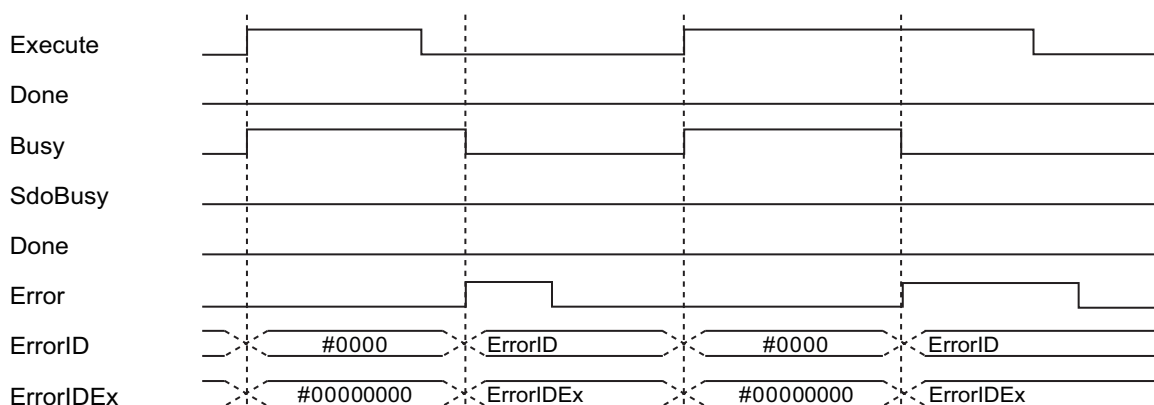 Execute
Done
Busy
SdoBusy
Done
Error
ErrorID #0000 ErrorID #0000 ErrorID
ErrorIDEx #00000000 ErrorIDEx #00000000 ErrorIDEx